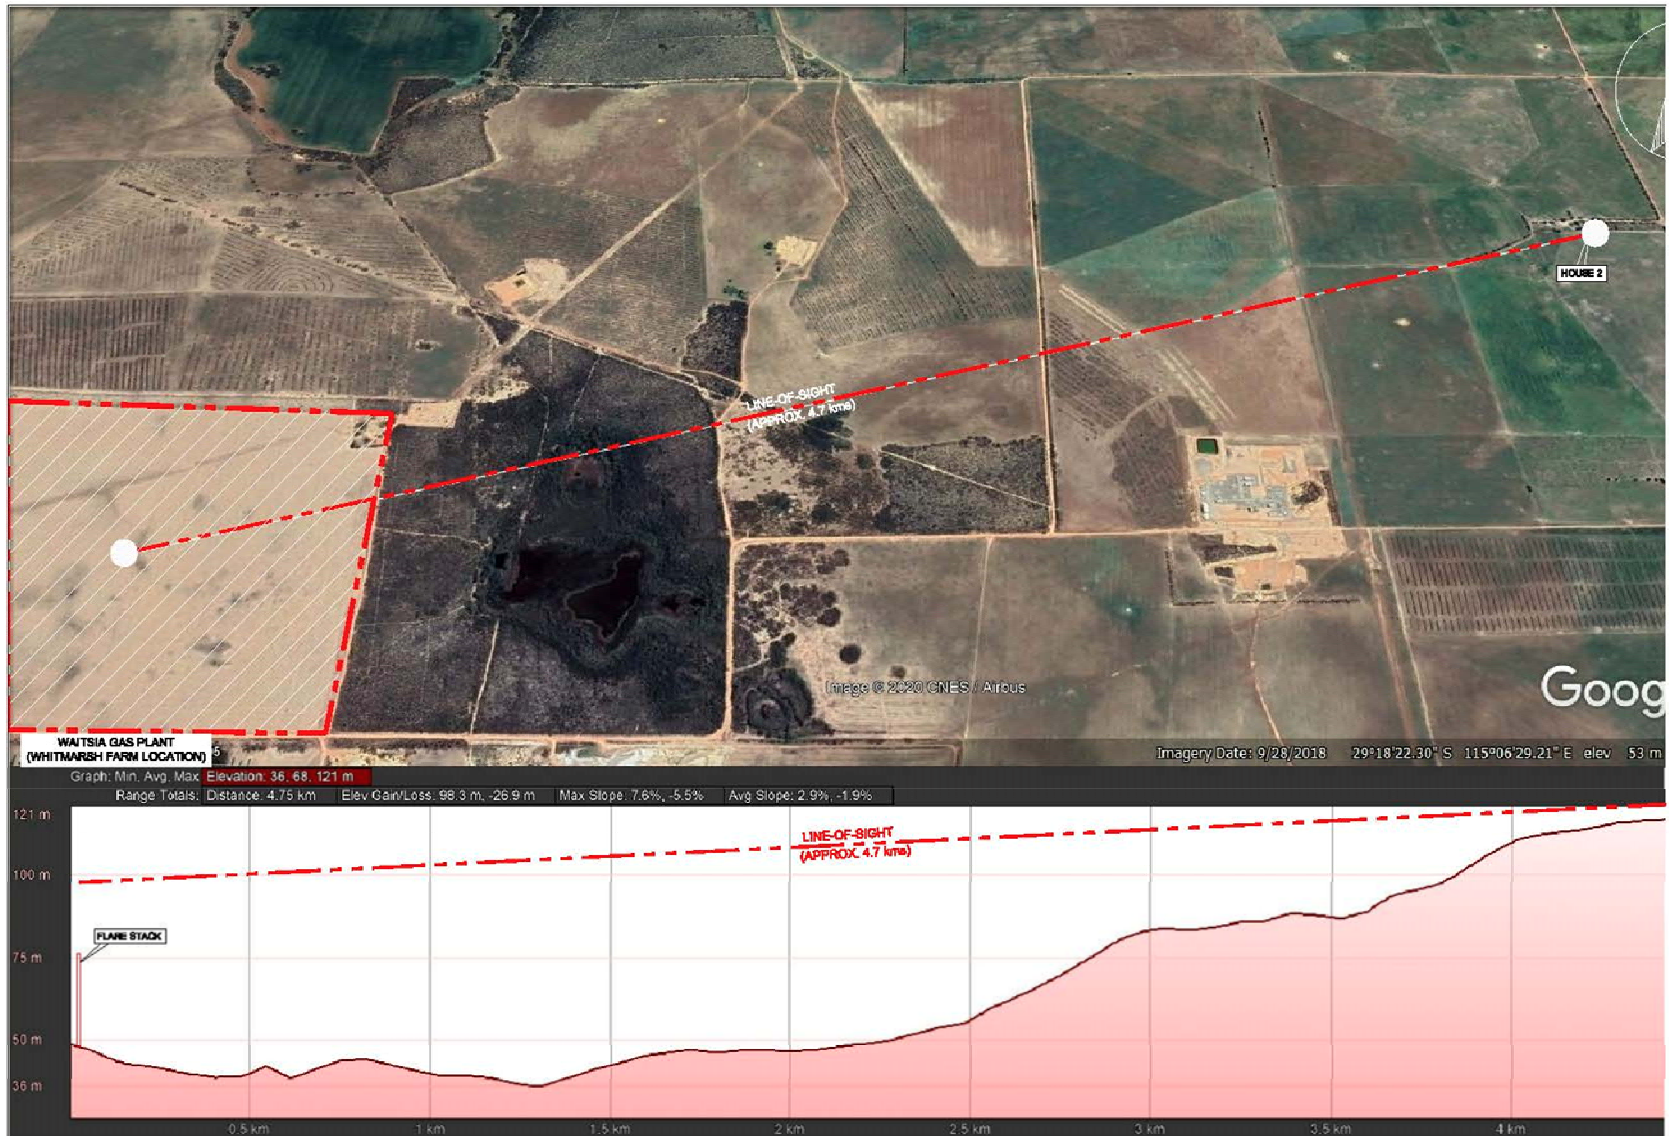 HOUSE 2
LINE-OF-SIGHT
(APPROX. 4.7 kms)
Image © 2020 CNES / Airbus
Goog
WAITSIA GAS PLANT
(WHITMARSH FARM LOCATION)
5
Imagery Date: 9/28/2018 29°18'22.30" S 115°06'29.21" E elev 53 m
Graph: Min, Avg, Max Elevation: 36, 68, 121 m
Range Totals: Distance: 4.75 km Elev Gain/Loss: 98.3 m, -26.9 m Max Slope: 7.6%, -5.5% Avg Slope: 2.9%, -1.9%
121 m
LINE-OF-SIGHT
(APPROX. 4.7 kms)
100 m
FLARE STACK
75 m
50 m
36 m
0.5 km 1 km 1.5 km 2 km 2.5 km 3 km 3.5 km 4 km